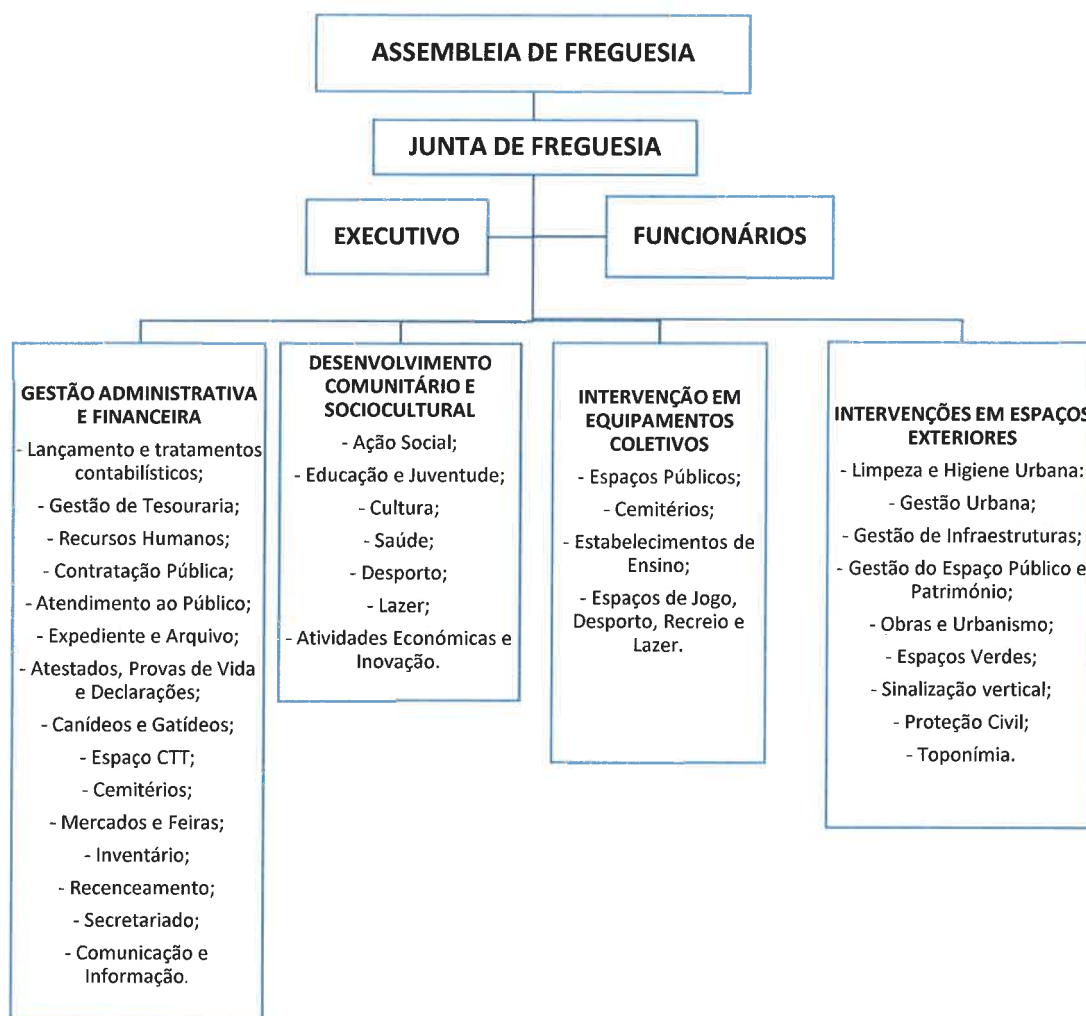 ASSEMBLEIA DE FREGUESIA
JUNTA DE FREGUESIA
EXECUTIVO
FUNCIONÁRIOS
GESTÃO ADMINISTRATIVA
E FINANCEIRA
- Lançamento e tratamentos
contabilísticos;
- Gestão de Tesouraria;
- Recursos Humanos;
- Contratação Pública;
- Atendimento ao Público;
- Expediente e Arquivo;
- Atestados, Provas de Vida
e Declarações;
- Canídeos e Gatídeos;
- Espaço CTT;
- Cemitérios;
- Mercados e Feiras;
- Inventário;
- Recenceamento;
- Secretariado;
- Comunicação e
Informação.
DESENVOLVIMENTO
COMUNITÁRIO E
SOCIOCULTURAL
- Ação Social;
- Educação e Juventude;
- Cultura;
- Saúde;
- Desporto;
- Lazer;
- Atividades Económicas e
Inovação.
INTERVENÇÃO EM
EQUIPAMENTOS
COLETIVOS
- Espaços Públicos;
- Cemitérios;
- Estabelecimentos de
Ensino;
- Espaços de Jogo,
Desporto, Recreio e
Lazer.
INTERVENÇÕES EM ESPAÇOS
EXTERIORES
- Limpeza e Higiene Urbana:
- Gestão Urbana;
- Gestão de Infraestruturas;
- Gestão do Espaço Público e
Património;
- Obras e Urbanismo;
- Espaços Verdes;
- Sinalização vertical;
- Proteção Civil;
- Toponímia.